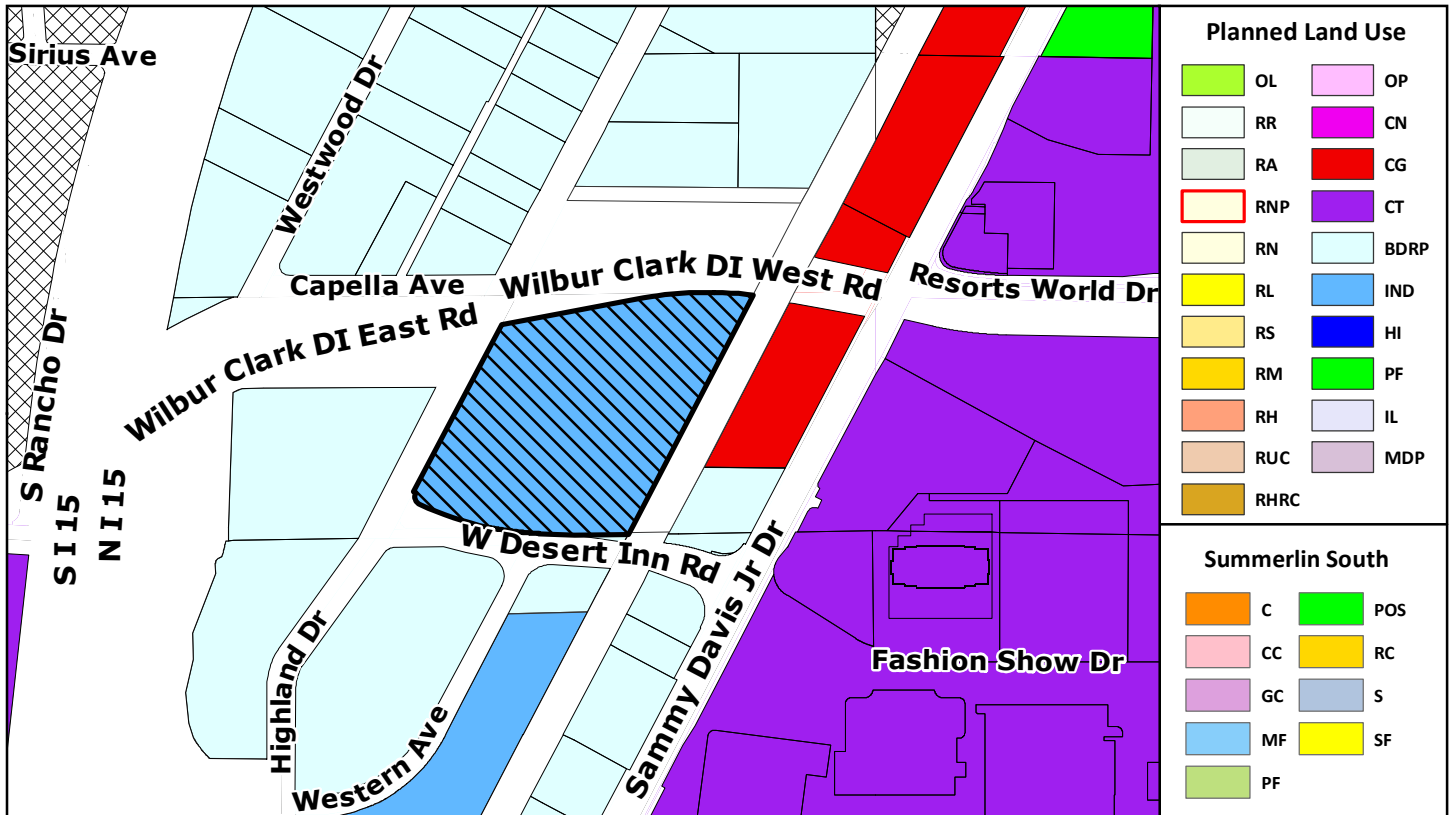 Sirius Ave
Westwood Dr
Capella Ave
Wilbur Clark DI West Rd
Resorts World Dr
Wilbur Clark DI East Rd
S Rancho Dr
S I 15
N I 15
W Desert Inn Rd
Sammy Davis Jr Dr
Fashion Show Dr
Highland Dr
Western Ave
Planned Land Use
OL
OP
RR
CN
RA
CG
RNP
CT
RN
BDRP
RL
IND
RS
HI
RM
PF
RH
IL
RUC
MDP
RHRC
Summerlin South
C
POS
CC
RC
GC
S
MF
SF
PF